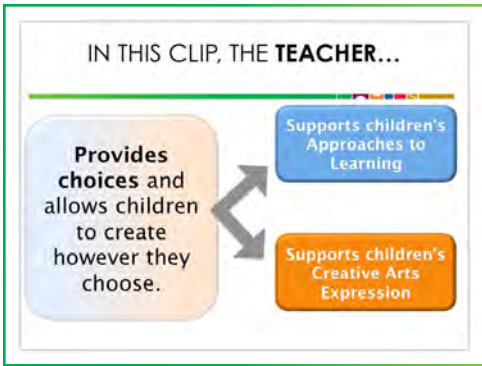 IN THIS CLIP, THE TEACHER...
Provides
choices and
allows children
to create
however they
choose.
Supports children's
Approaches to
Learning
Supports children's
Creative Arts
Expression